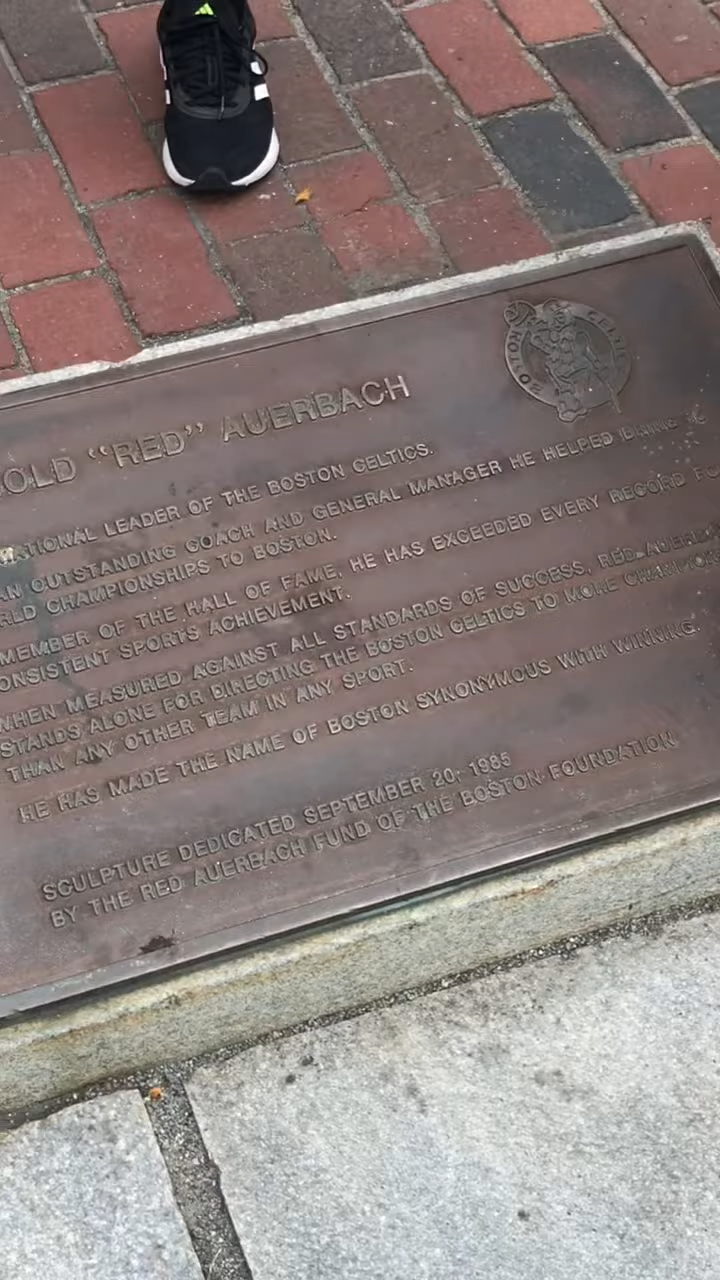 OLD "RED" AUERBACH
BOSTON CELTICS
ATIONAL LEADER OF THE BOSTON CELTICS.
AN OUTSTANDING COACH AND GENERAL MANAGER HE HELPED BRING
RLD CHAMPIONSHIPS TO BOSTON.
MEMBER OF THE HALL OF FAME, HE HAS EXCEEDED EVERY RECORD FO
ONSISTENT SPORTS ACHIEVEMENT.
WHEN MEASURED AGAINST ALL STANDARDS OF SUCCESS, RED AUERBA
STANDS ALONE FOR DIRECTING THE BOSTON CELTICS TO MORE CHAMPION
THAN ANY OTHER TEAM IN ANY SPORT.
HE HAS MADE THE NAME OF BOSTON SYNONYMOUS WITH WINNING.
SCULPTURE DEDICATED SEPTEMBER 20, 1985
BY THE RED AUERBACH FUND OF THE BOSTON FOUNDATION